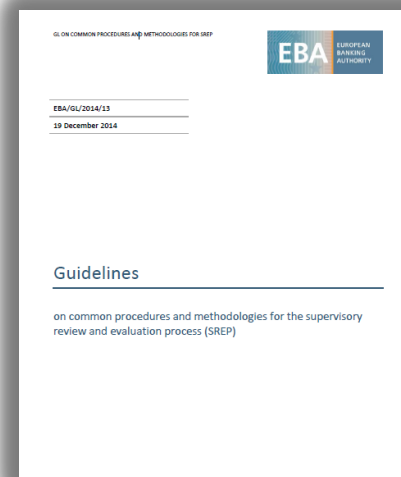 GL ON COMMON PROCEDURES AND METHODOLOGIES FOR SREP
EBA EUROPEAN
BANKING
AUTHORITY
EBA/GL/2014/13
19 December 2014
Guidelines
on common procedures and methodologies for the supervisory
review and evaluation process (SREP)